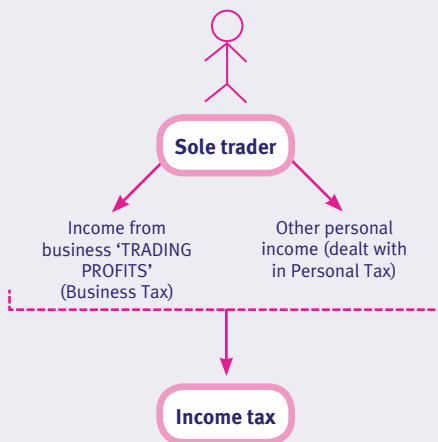 Sole trader
Income from
business ‘TRADING
PROFITS’
(Business Tax)
Other personal
income (dealt with
in Personal Tax)
Income tax